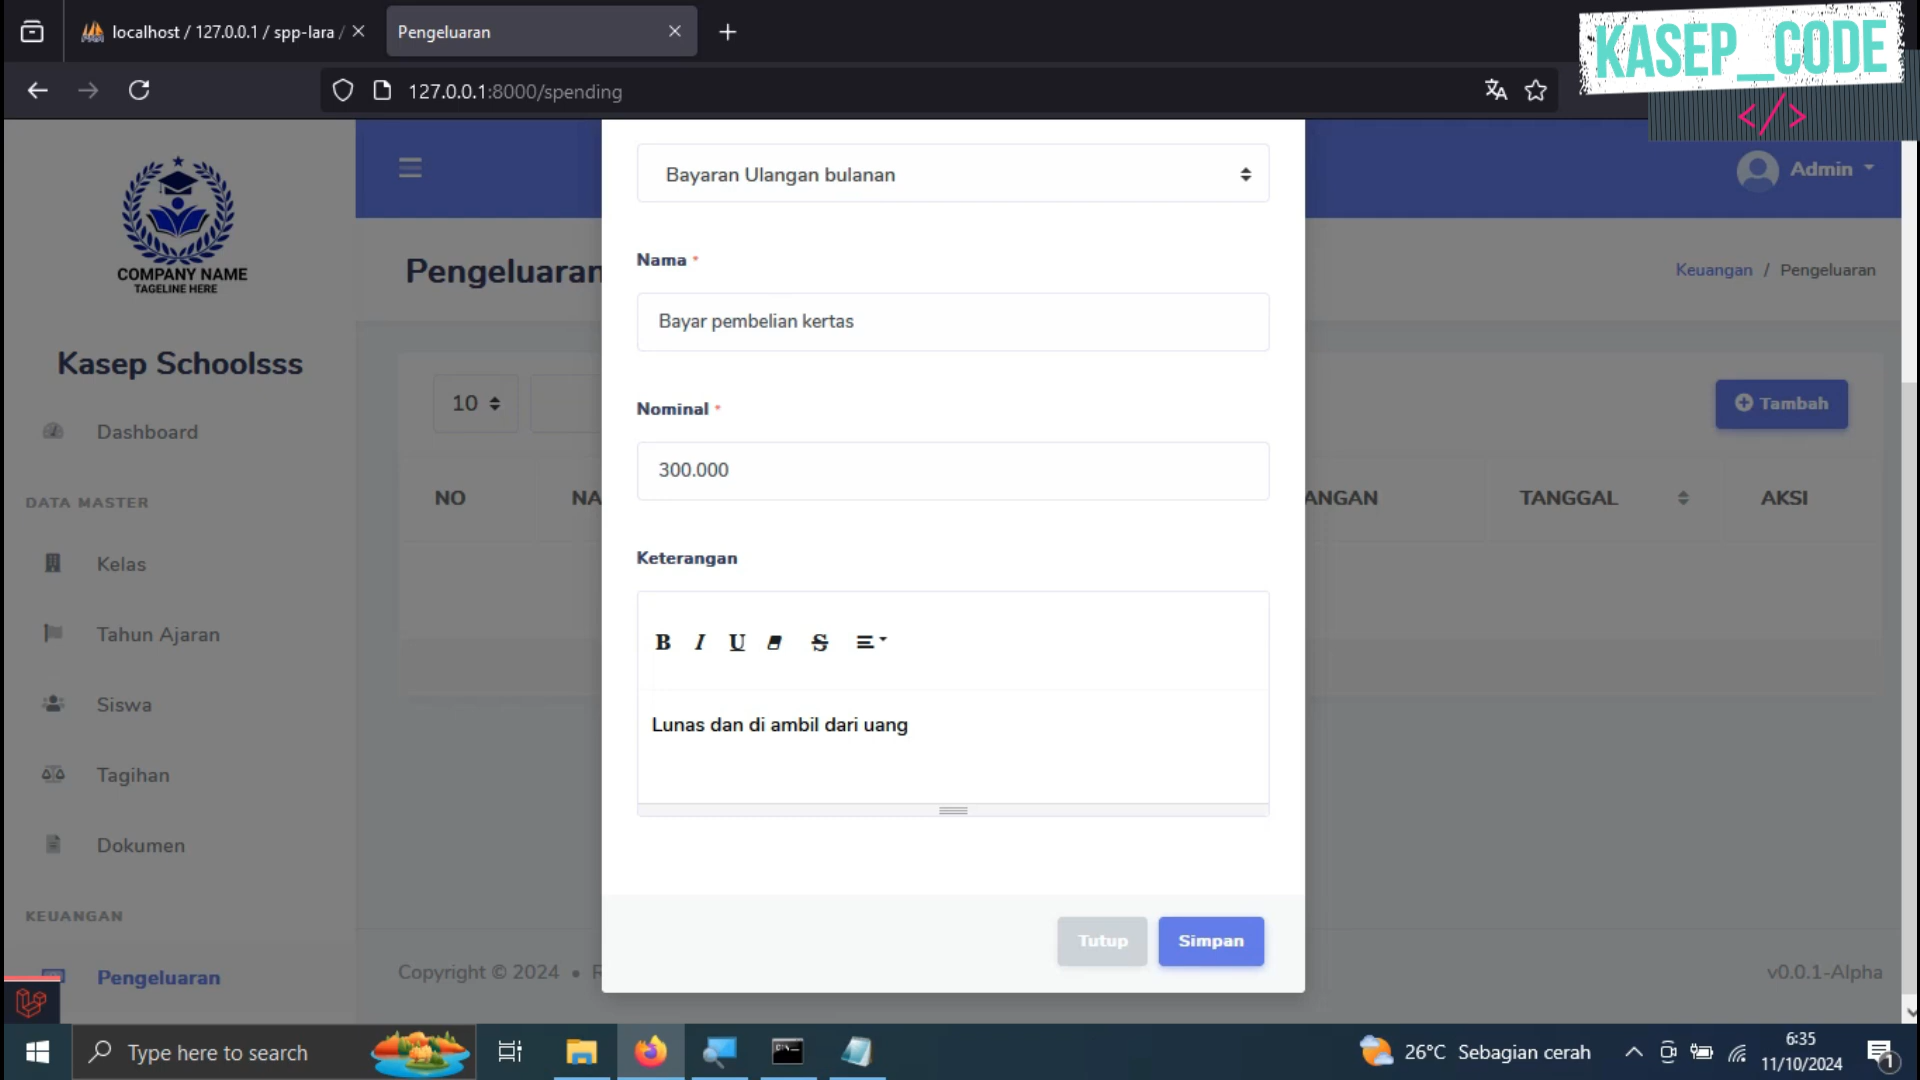 localhost / 127.0.0.1 / spp-lara /
Pengeluaran
KASEP_CODE
</>
127.0.0.1:8000/spending
COMPANY NAME
TAGELINE HERE
Kasep Schoolsss
Dashboard
DATA MASTER
Kelas
Tahun Ajaran
Siswa
Tagihan
Dokumen
KEUANGAN
Pengeluaran
Admin
Pengeluaran
Keuangan / Pengeluaran
10
Tambah
NO
NA
ANGAN
TANGGAL
AKSI
Bayaran Ulangan bulanan
Nama *
Bayar pembelian kertas
Nominal *
300.000
Keterangan
B I U S
Lunas dan di ambil dari uang
Tutup
Simpan
Copyright © 2024 • R
v0.0.1-Alpha
Type here to search
26°C Sebagian cerah
6:35
11/10/2024
1